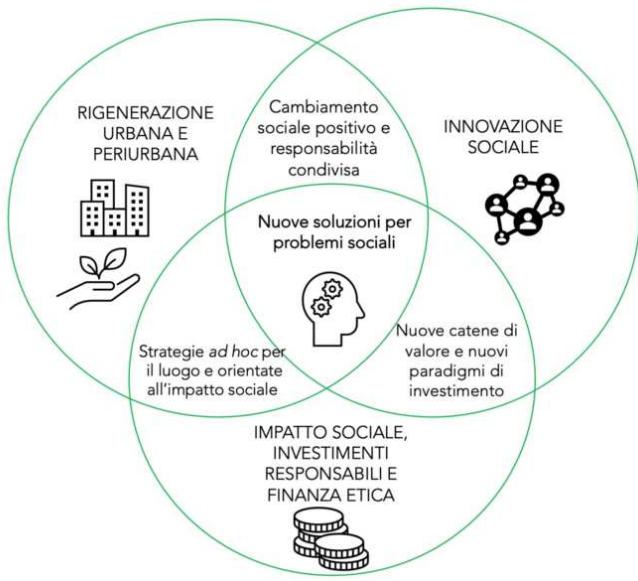 RIGENERAZIONE
URBANA E
PERIURBANA
Cambiamento
sociale positivo e
responsabilità
condivisa
INNOVAZIONE
SOCIALE
Nuove soluzioni per
problemi sociali
Strategie ad hoc per
il luogo e orientate
all'impatto sociale
Nuove catene di
valore e nuovi
paradigmi di
investimento
IMPATTO SOCIALE,
INVESTIMENTI
RESPONSABILI E
FINANZA ETICA